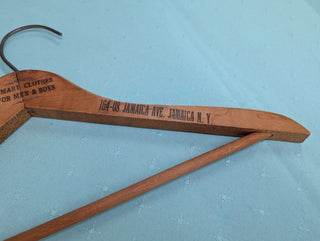 SMART CLOTHES
FOR MEN & BOYS
164-08 JAMAICA AVE. JAMAICA N. Y.